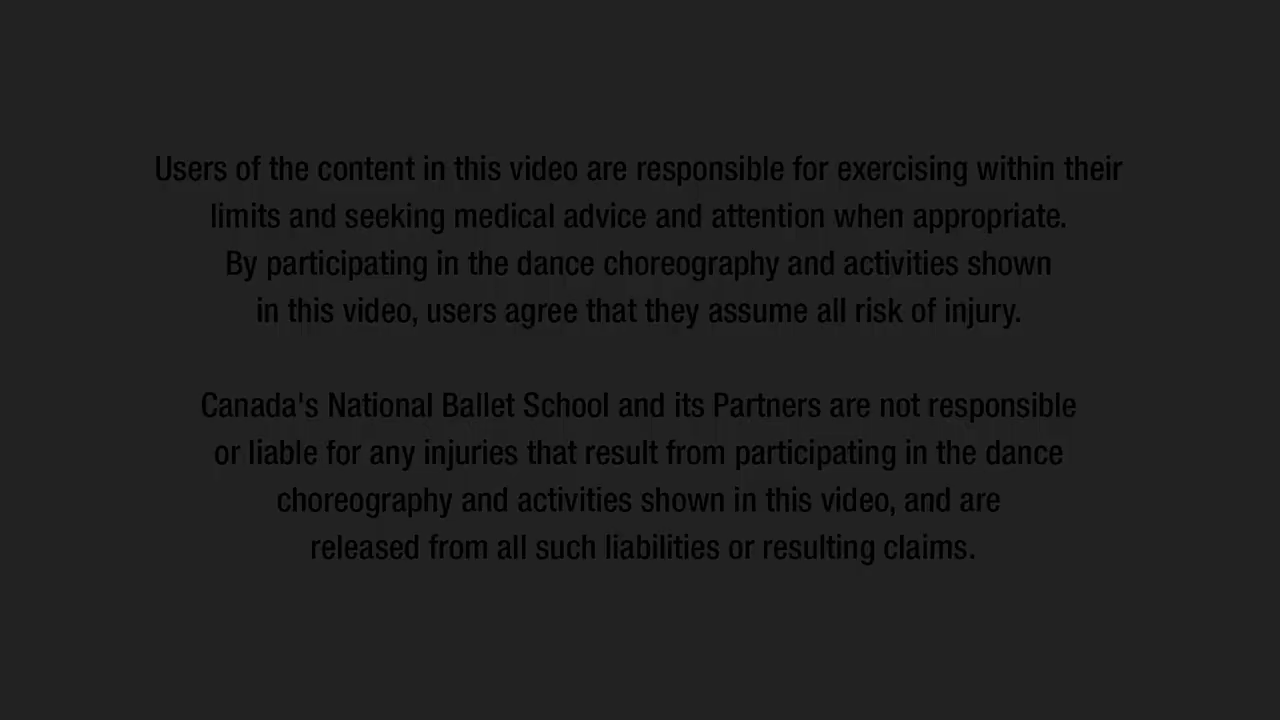 Users of the content in this video are responsible for exercising within their
limits and seeking medical advice and attention when appropriate.
By participating in the dance choreography and activities shown
in this video, users agree that they assume all risk of injury.
Canada's National Ballet School and its Partners are not responsible
or liable for any injuries that result from participating in the dance
choreography and activities shown in this video, and are
released from all such liabilities or resulting claims.